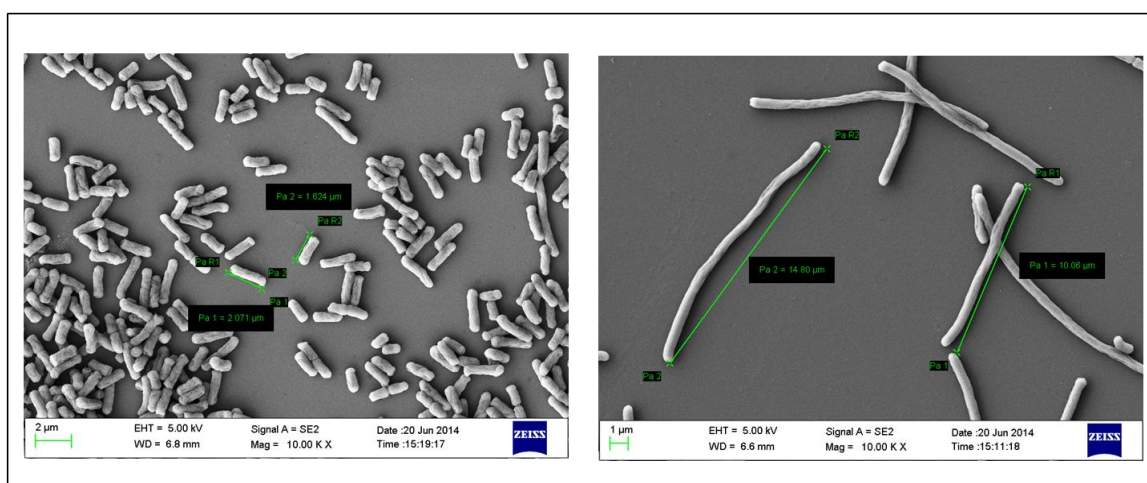 Pa 2 = 1.624 µm
Pa R2
Pa R1
Pa 2
Pa 1
Pa 1 = 2.071 µm
2 µm
EHT = 5.00 kV
Signal A = SE2
Date :20 Jun 2014
WD = 6.8 mm
Mag = 10.00 K X
Time :15:19:17
ZEISS
Pa R2
Pa R1
Pa 2 = 14.80 µm
Pa 1 = 10.06 µm
Pa 1
Pa 2
1 µm
EHT = 5.00 kV
Signal A = SE2
Date :20 Jun 2014
WD = 6.6 mm
Mag = 10.00 K X
Time :15:11:18
ZEISS